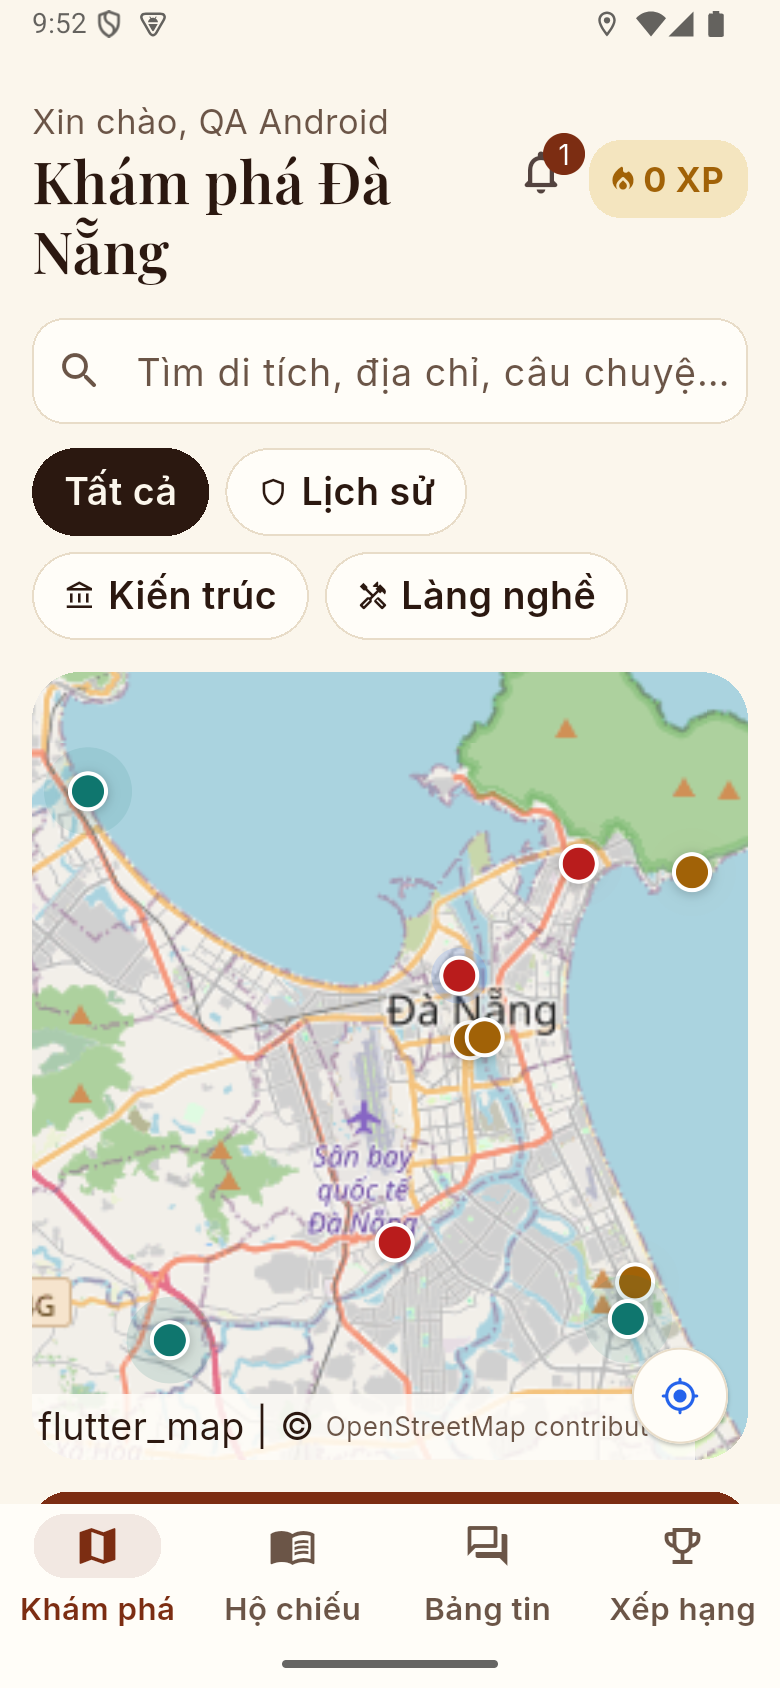 9:52
Xin chào, QA Android
Khám phá Đà
Nẵng
1
0 XP
Tìm di tích, địa chỉ, câu chuyệ...
Tất cả
Lịch sử
Kiến trúc
Làng nghề
Đà Nẵng
Sân bay
quốc tế
Đà Nẵng
flutter_map | © OpenStreetMap
Khám phá
Hộ chiếu
Bảng tin
Xếp hạng